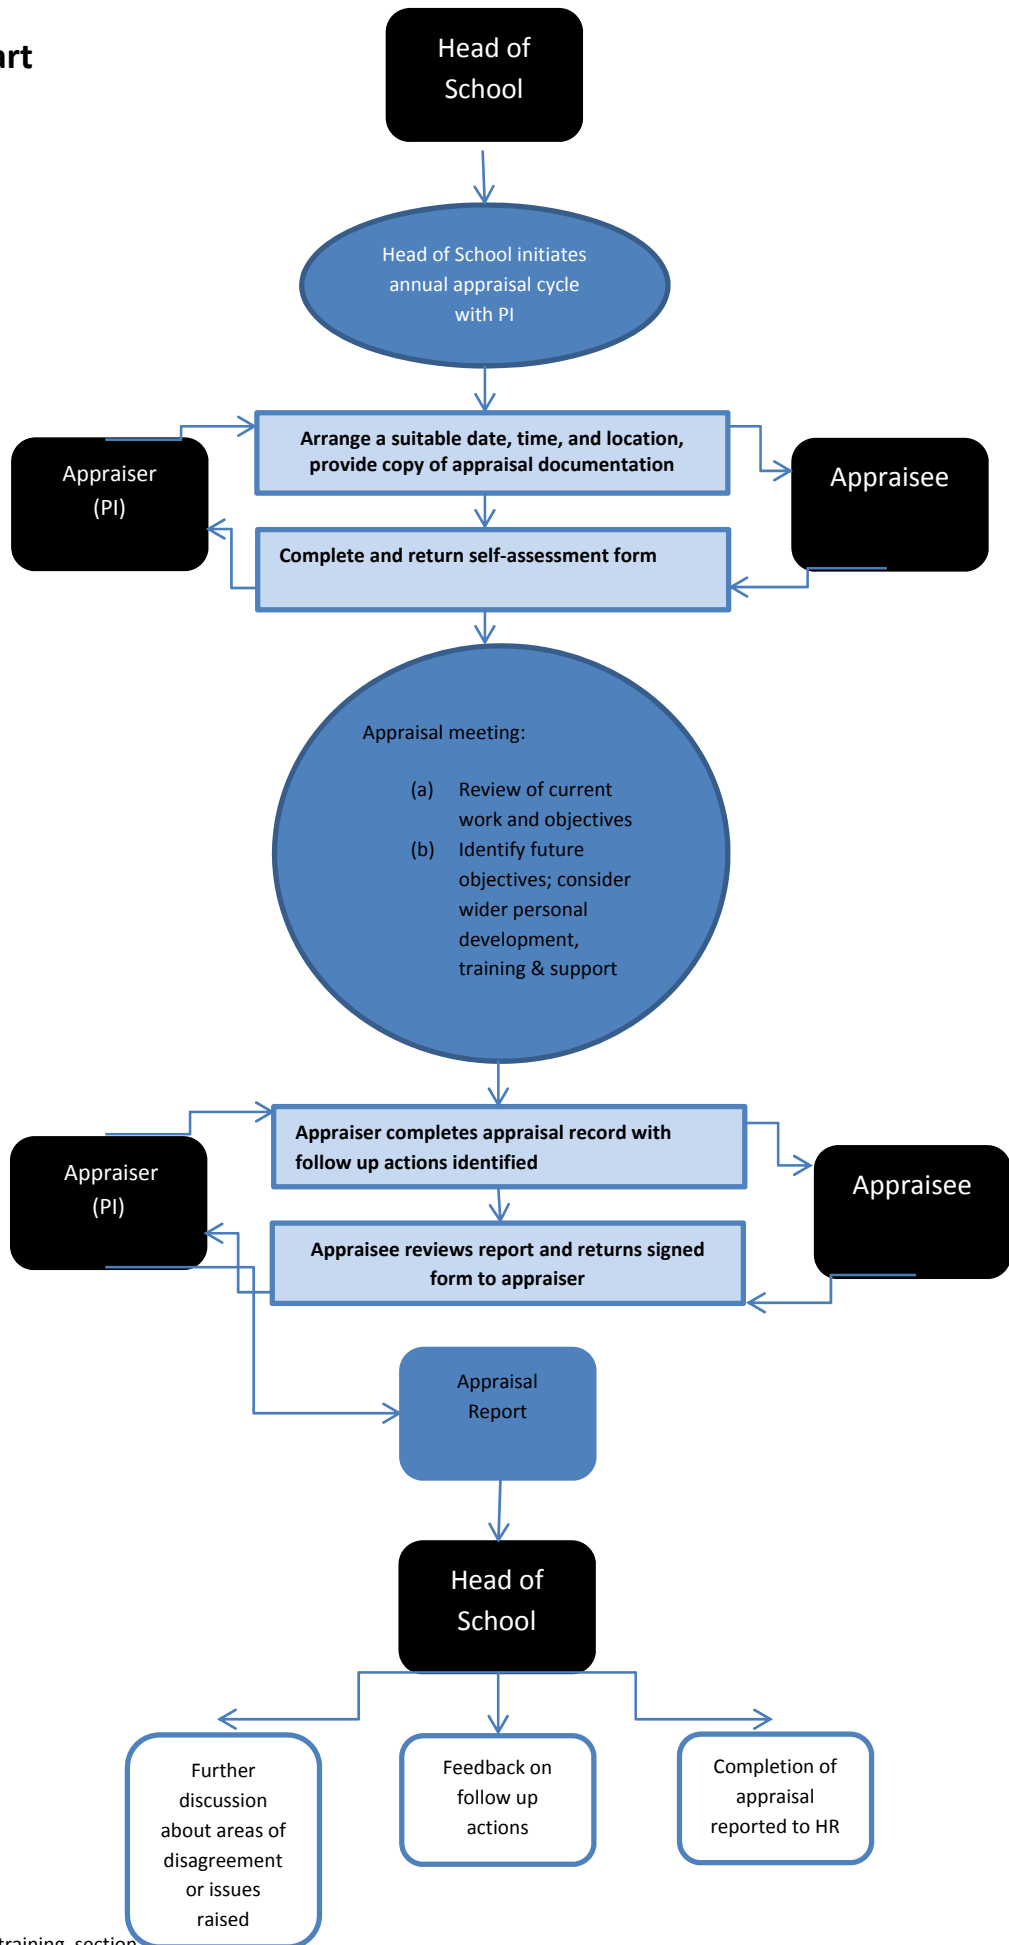 art
Head of
School
Head of School initiates
annual appraisal cycle
with PI
Arrange a suitable date, time, and location,
provide copy of appraisal documentation
Appraiser
(PI)
Appraisee
Complete and return self-assessment form
Appraisal meeting:
(a) Review of current
work and objectives
(b) Identify future
objectives; consider
wider personal
development,
training & support
Appraiser completes appraisal record with
follow up actions identified
Appraiser
(PI)
Appraisee
Appraisee reviews report and returns signed
form to appraiser
Appraisal
Report
Head of
School
Further
discussion
about areas of
disagreement
or issues
raised
Feedback on
follow up
actions
Completion of
appraisal
reported to HR
training section